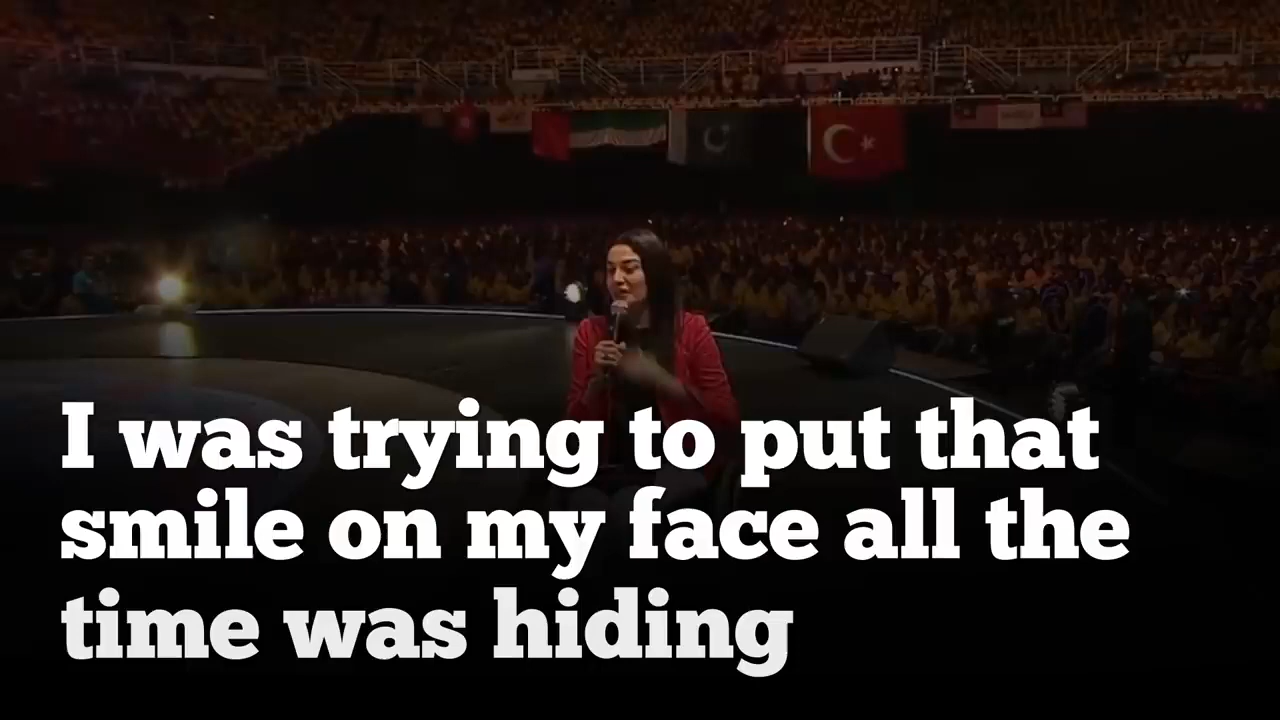 I was trying to put that
smile on my face all the
time was hiding